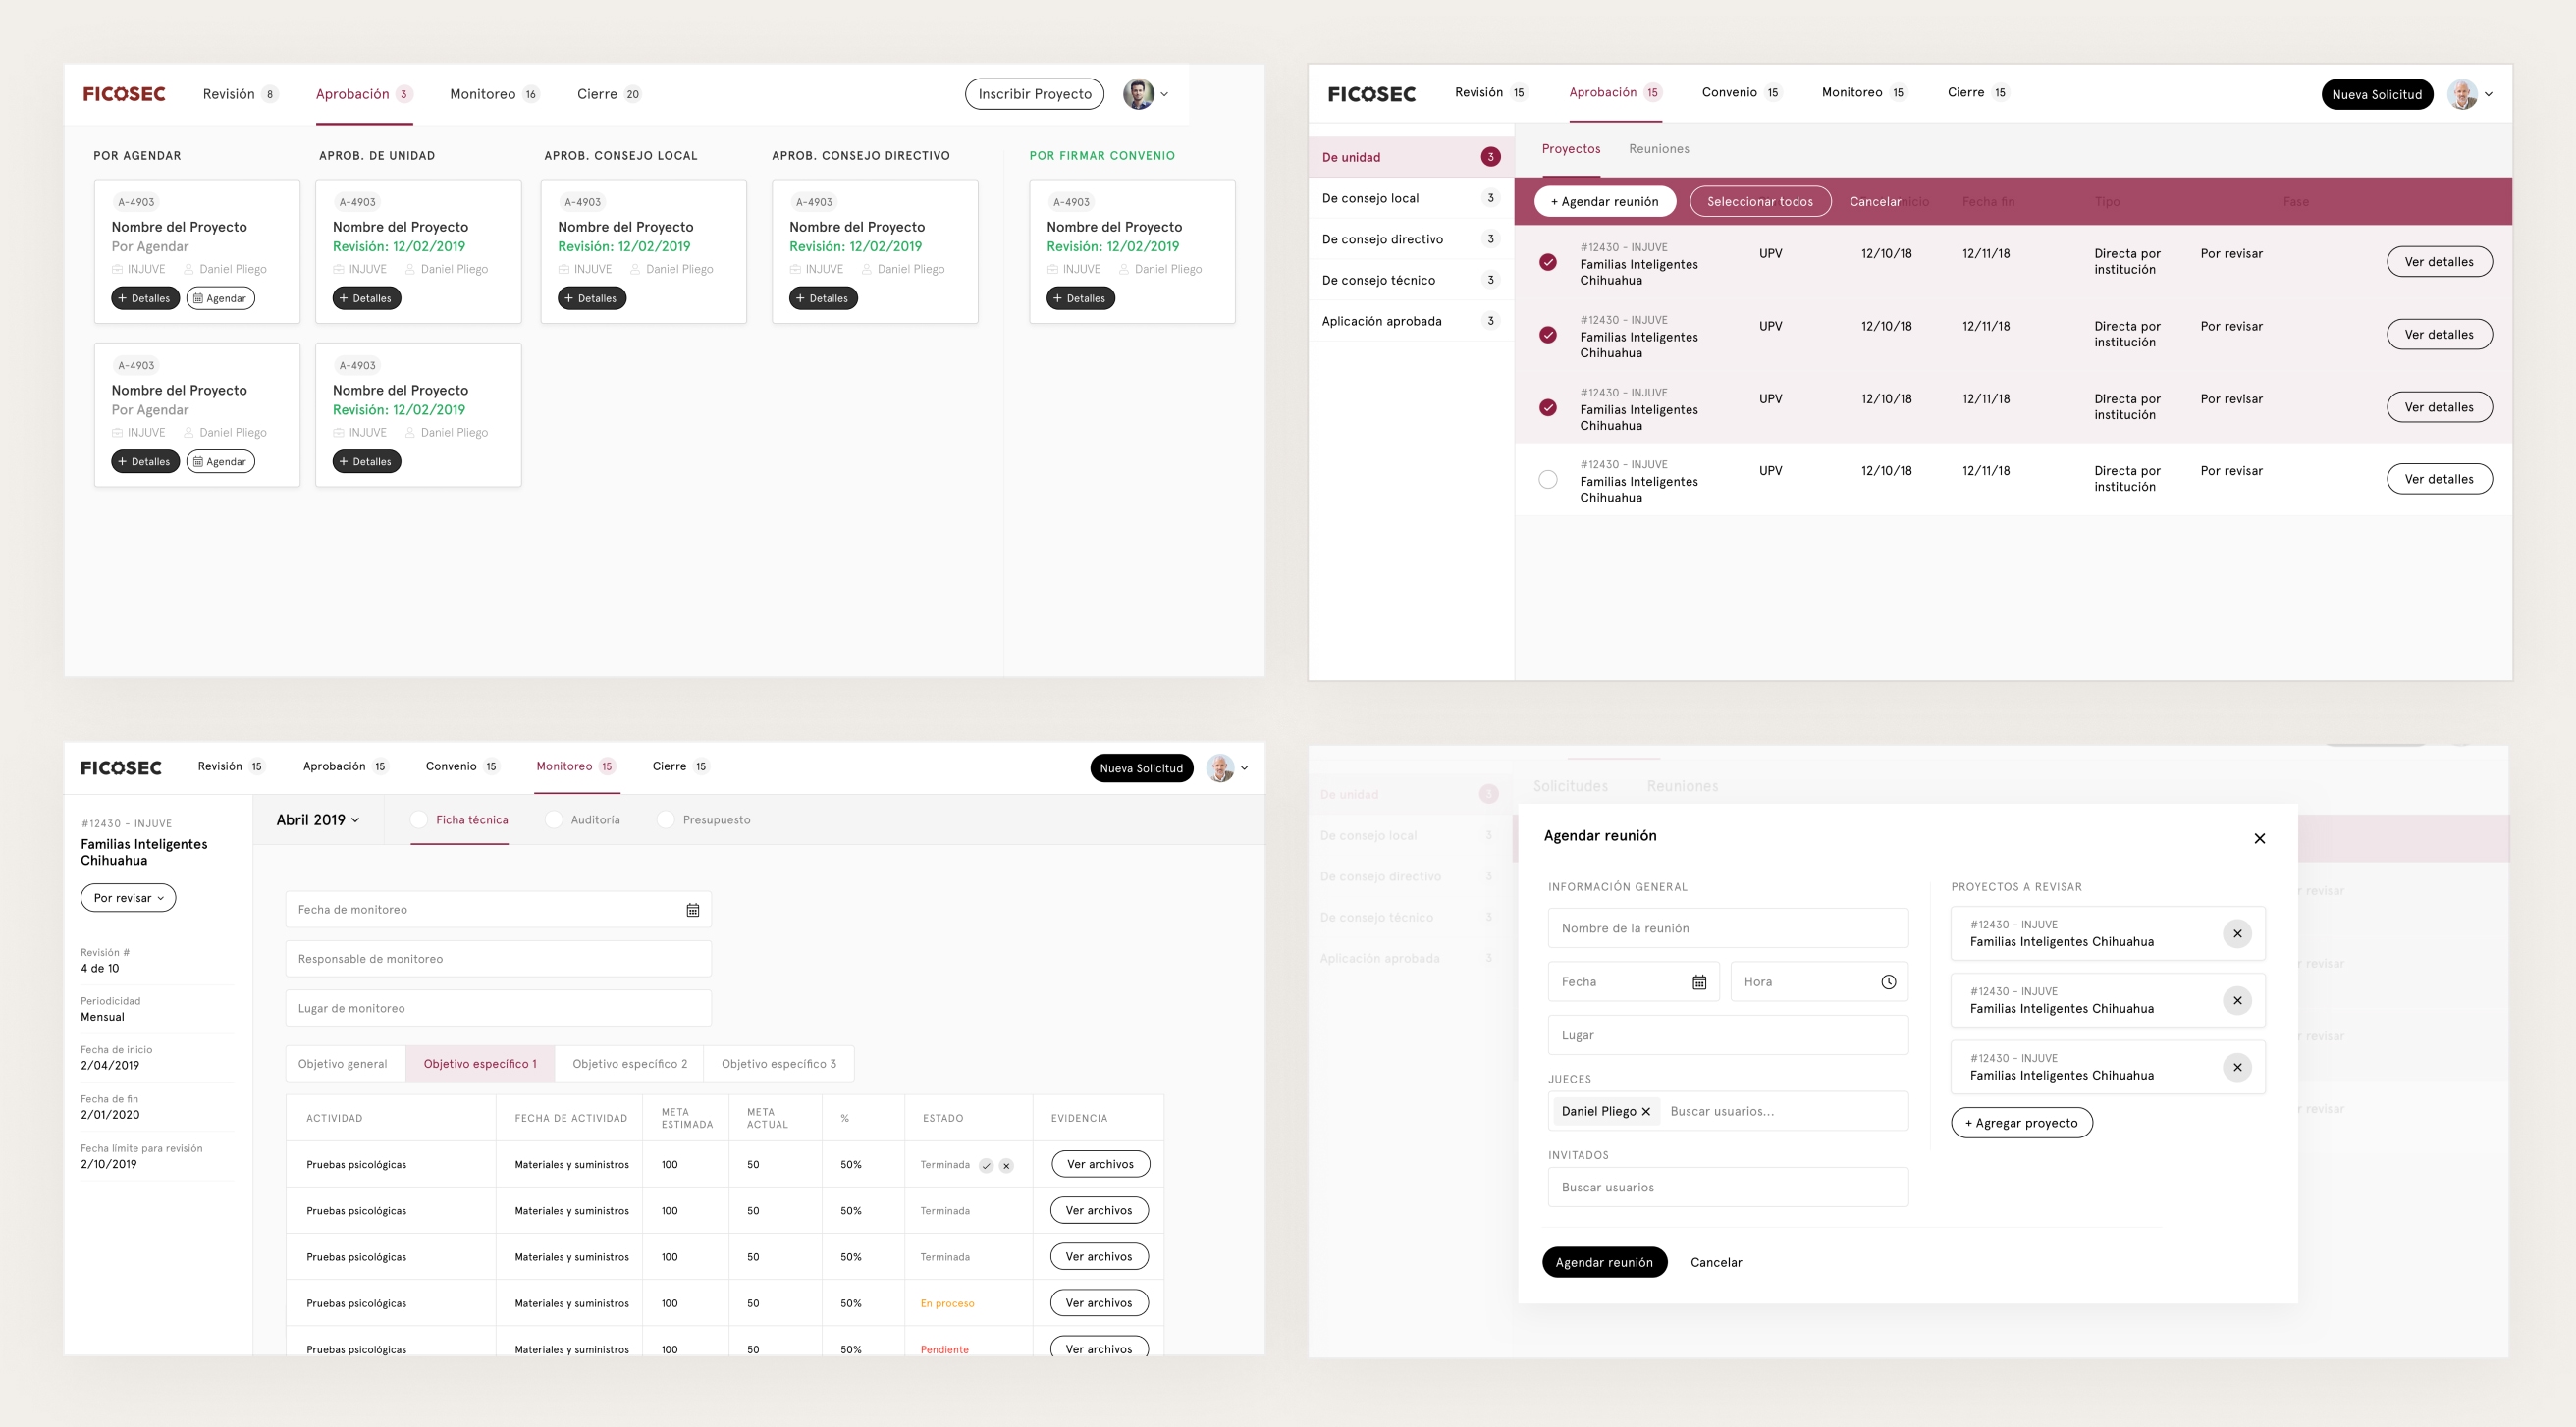 FICOSEC Revisión 8 Aprobación 3 Monitoreo 16 Cierre 20 Inscribir Proyecto
POR AGENDAR APROB. DE UNIDAD APROB. CONSEJO LOCAL APROB. CONSEJO DIRECTIVO POR FIRMAR CONVENIO
A-4903 A-4903 A-4903 A-4903 A-4903
Nombre del Proyecto Nombre del Proyecto Nombre del Proyecto Nombre del Proyecto Nombre del Proyecto
Por Agendar Revisión: 12/02/2019 Revisión: 12/02/2019 Revisión: 12/02/2019 Revisión: 12/02/2019
INJUVE Daniel Pliego INJUVE Daniel Pliego INJUVE Daniel Pliego INJUVE Daniel Pliego INJUVE Daniel Pliego
+ Detalles Agendar + Detalles + Detalles + Detalles + Detalles
A-4903 A-4903
Nombre del Proyecto Nombre del Proyecto
Por Agendar Revisión: 12/02/2019
INJUVE Daniel Pliego INJUVE Daniel Pliego
+ Detalles Agendar + Detalles
FICOSEC Revisión 15 Aprobación 15 Convenio 15 Monitoreo 15 Cierre 15 Nueva Solicitud
De unidad 3
De consejo local 3
De consejo directivo 3
De consejo técnico 3
Aplicación aprobada 3
Proyectos Reuniones
+ Agendar reunión Seleccionar todos Cancelar nicio Fecha fin Tipo Fase
#12430 - INJUVE
Familias Inteligentes Chihuahua UPV 12/10/18 12/11/18 Directa por institución Por revisar Ver detalles
#12430 - INJUVE
Familias Inteligentes Chihuahua UPV 12/10/18 12/11/18 Directa por institución Por revisar Ver detalles
#12430 - INJUVE
Familias Inteligentes Chihuahua UPV 12/10/18 12/11/18 Directa por institución Por revisar Ver detalles
#12430 - INJUVE
Familias Inteligentes Chihuahua UPV 12/10/18 12/11/18 Directa por institución Por revisar Ver detalles
FICOSEC Revisión 15 Aprobación 15 Convenio 15 Monitoreo 15 Cierre 15 Nueva Solicitud
#12430 - INJUVE
Familias Inteligentes
Chihuahua
Por revisar
Revisión #
4 de 10
Periodicidad
Mensual
Fecha de inicio
2/04/2019
Fecha de fin
2/01/2020
Fecha límite para revisión
2/10/2019
Abril 2019 Ficha técnica Auditoría Presupuesto
Fecha de monitoreo
Responsable de monitoreo
Lugar de monitoreo
Objetivo general Objetivo específico 1 Objetivo específico 2 Objetivo específico 3
ACTIVIDAD FECHA DE ACTIVIDAD META ESTIMADA META ACTUAL % ESTADO EVIDENCIA
Pruebas psicológicas Materiales y suministros 100 50 50% Terminada Ver archivos
Pruebas psicológicas Materiales y suministros 100 50 50% Terminada Ver archivos
Pruebas psicológicas Materiales y suministros 100 50 50% Terminada Ver archivos
Pruebas psicológicas Materiales y suministros 100 50 50% En proceso Ver archivos
Pruebas psicológicas Materiales y suministros 100 50 50% Pendiente Ver archivos
De unidad 3
De consejo local 3
De consejo directivo 3
De consejo técnico 3
Aplicación aprobada 3
Solicitudes Reuniones
Agendar reunión
INFORMACIÓN GENERAL
Nombre de la reunión
Fecha Hora
Lugar
JUECES
Daniel Pliego Buscar usuarios...
INVITADOS
Buscar usuarios
PROYECTOS A REVISAR
#12430 - INJUVE
Familias Inteligentes Chihuahua
#12430 - INJUVE
Familias Inteligentes Chihuahua
#12430 - INJUVE
Familias Inteligentes Chihuahua
+ Agregar proyecto
Agendar reunión Cancelar
r revisar
r revisar
r revisar
r revisar